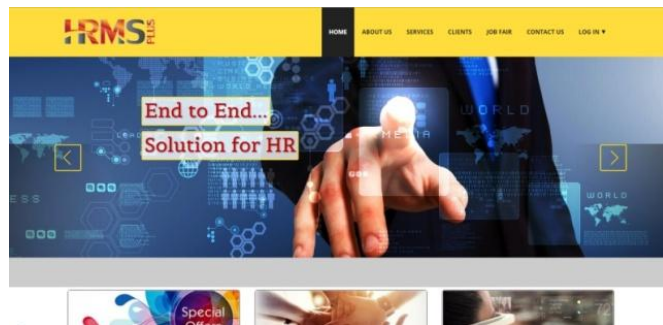 HRMS PLUS
HOME ABOUT US SERVICES CLIENTS JOB FAIR CONTACT US LOG IN ▼
End to End...
Solution for HR
WORLD
MEDIA
WORLD
Special
Offers